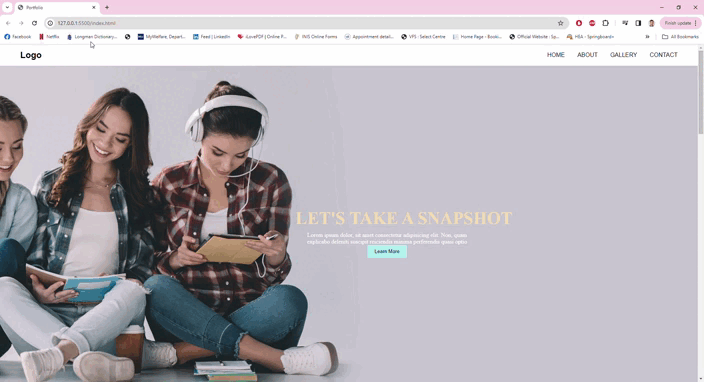 Portfolio
Finish update
127.0.0.1:5500/index.html
Facebook
Netflix
Longman Dictionary...
MyWelfare, Depart...
Feed | LinkedIn
iLovePDF | Online P...
INIS Online Forms
Appointment detail...
VFS : Select Centre
Home Page - Booki...
Official Website - Sp...
HEA - Springboard+
All Bookmarks
Logo
HOME
ABOUT
GALLERY
CONTACT
LET'S TAKE A SNAPSHOT
Lorem ipsum dolor, sit amet consectetur adipisicing elit. Non, quam
explicabo deleniti suscipit reiciendis maiores perferendis quasi optio
Learn More